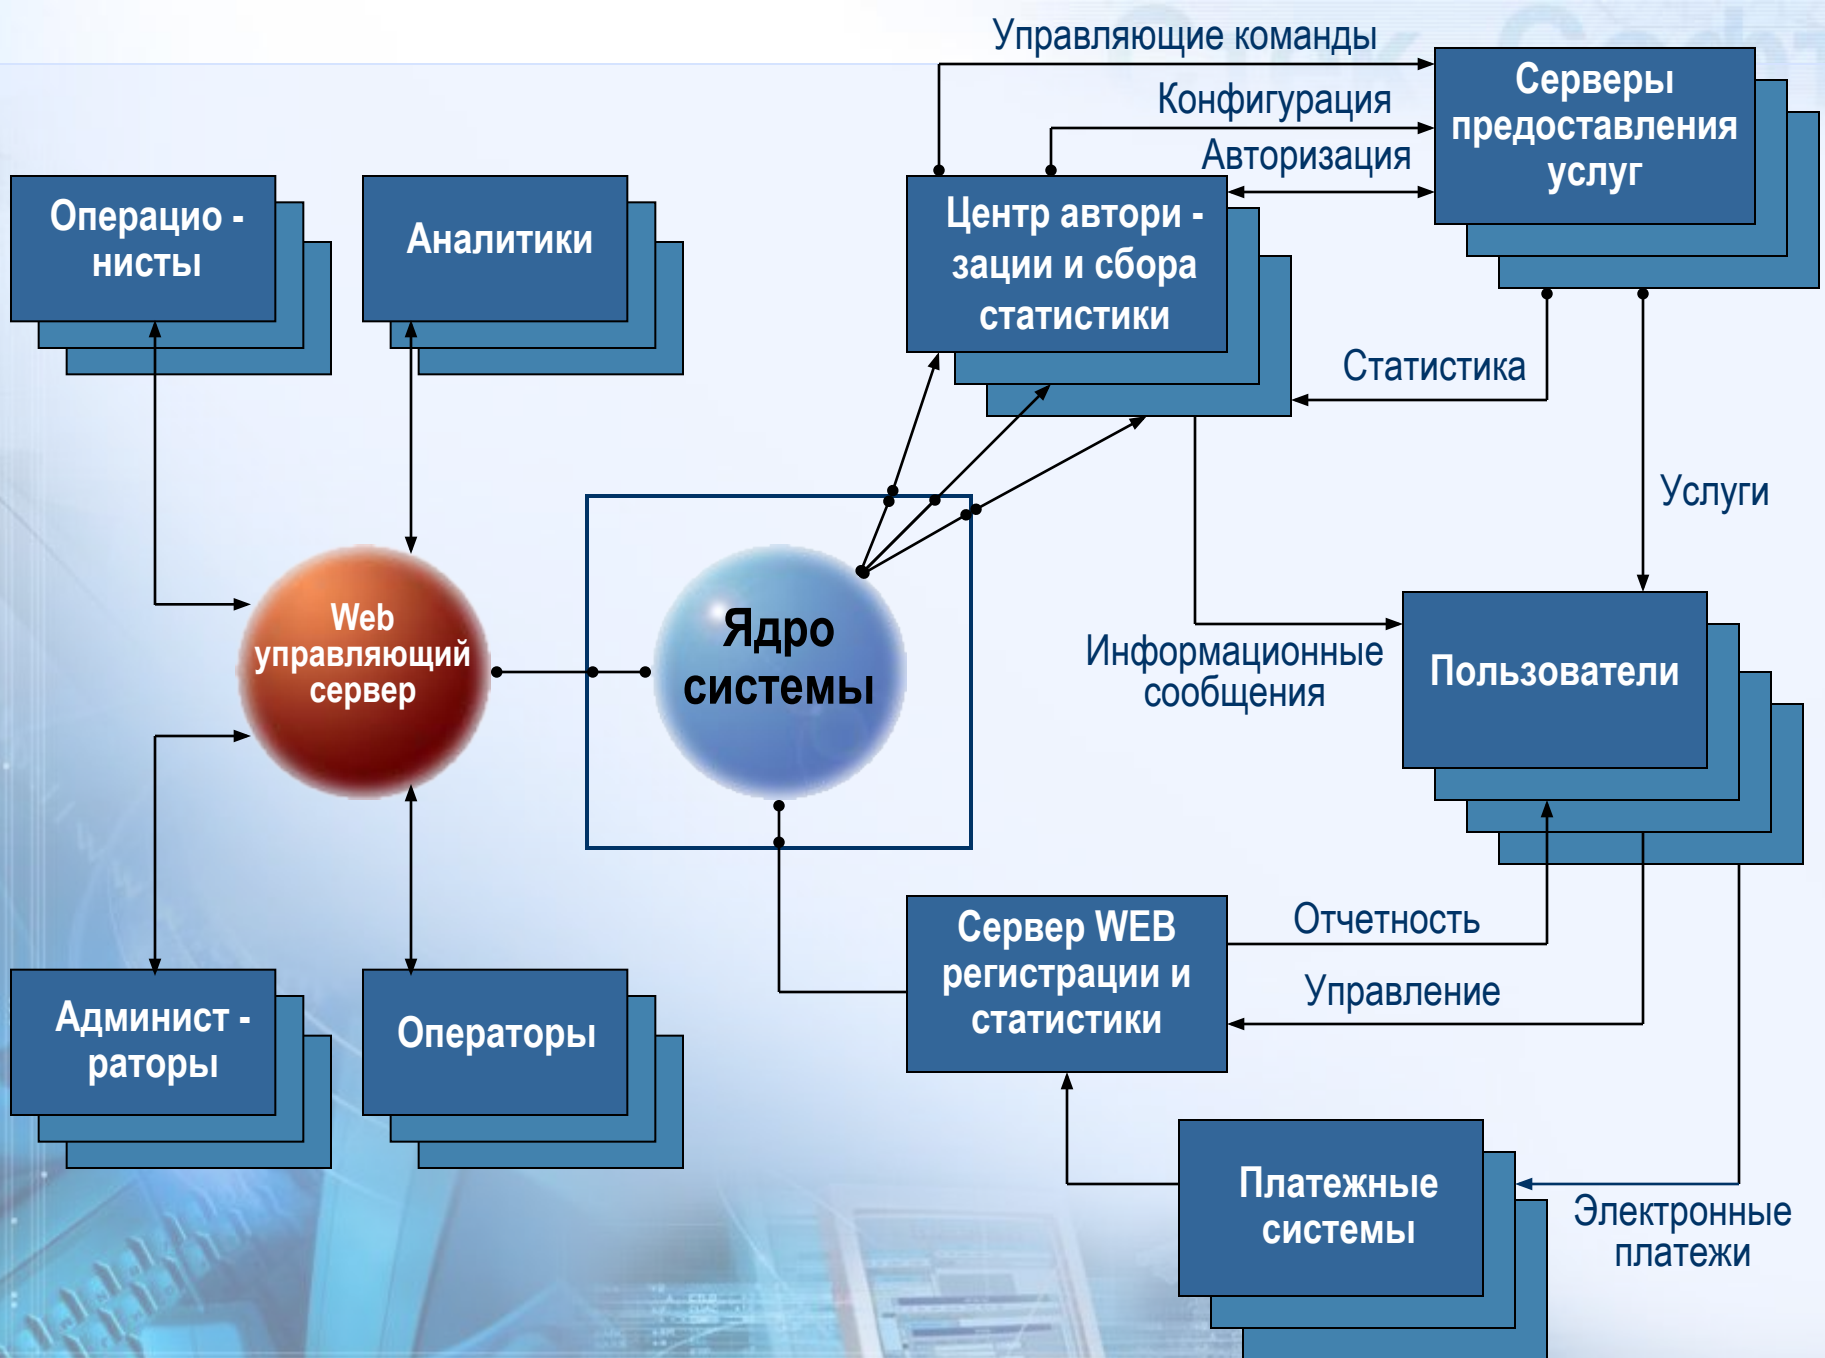 Управляющие команды
Конфигурация
Авторизация
Серверы
предоставления
услуг
Операцио -
нисты
Аналитики
Центр автори -
зации и сбора
статистики
Статистика
Услуги
Web
управляющий
сервер
Ядро
системы
Информационные
сообщения
Пользователи
Отчетность
Управление
Сервер WEB
регистрации и
статистики
Админист -
раторы
Операторы
Платежные
системы
Электронные
платежи